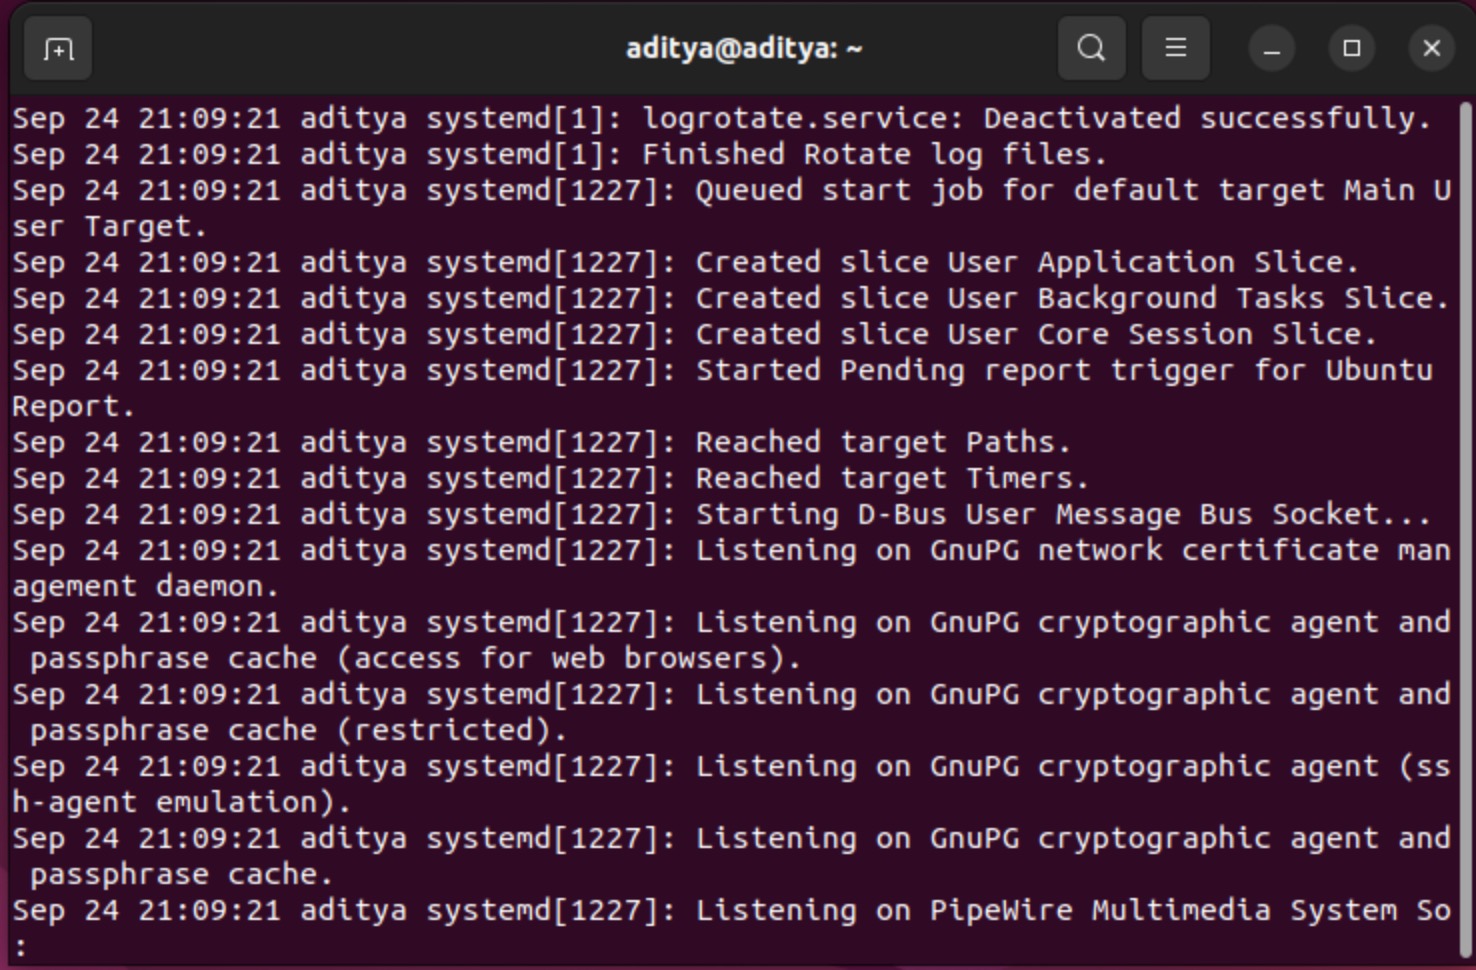 aditya@aditya: ~
Sep 24 21:09:21 aditya systemd[1]: logrotate.service: Deactivated successfully.
Sep 24 21:09:21 aditya systemd[1]: Finished Rotate log files.
Sep 24 21:09:21 aditya systemd[1227]: Queued start job for default target Main U
ser Target.
Sep 24 21:09:21 aditya systemd[1227]: Created slice User Application Slice.
Sep 24 21:09:21 aditya systemd[1227]: Created slice User Background Tasks Slice.
Sep 24 21:09:21 aditya systemd[1227]: Created slice User Core Session Slice.
Sep 24 21:09:21 aditya systemd[1227]: Started Pending report trigger for Ubuntu
Report.
Sep 24 21:09:21 aditya systemd[1227]: Reached target Paths.
Sep 24 21:09:21 aditya systemd[1227]: Reached target Timers.
Sep 24 21:09:21 aditya systemd[1227]: Starting D-Bus User Message Bus Socket...
Sep 24 21:09:21 aditya systemd[1227]: Listening on GnuPG network certificate man
agement daemon.
Sep 24 21:09:21 aditya systemd[1227]: Listening on GnuPG cryptographic agent and
 passphrase cache (access for web browsers).
Sep 24 21:09:21 aditya systemd[1227]: Listening on GnuPG cryptographic agent and
 passphrase cache (restricted).
Sep 24 21:09:21 aditya systemd[1227]: Listening on GnuPG cryptographic agent (ss
h-agent emulation).
Sep 24 21:09:21 aditya systemd[1227]: Listening on GnuPG cryptographic agent and
 passphrase cache.
Sep 24 21:09:21 aditya systemd[1227]: Listening on PipeWire Multimedia System So
: